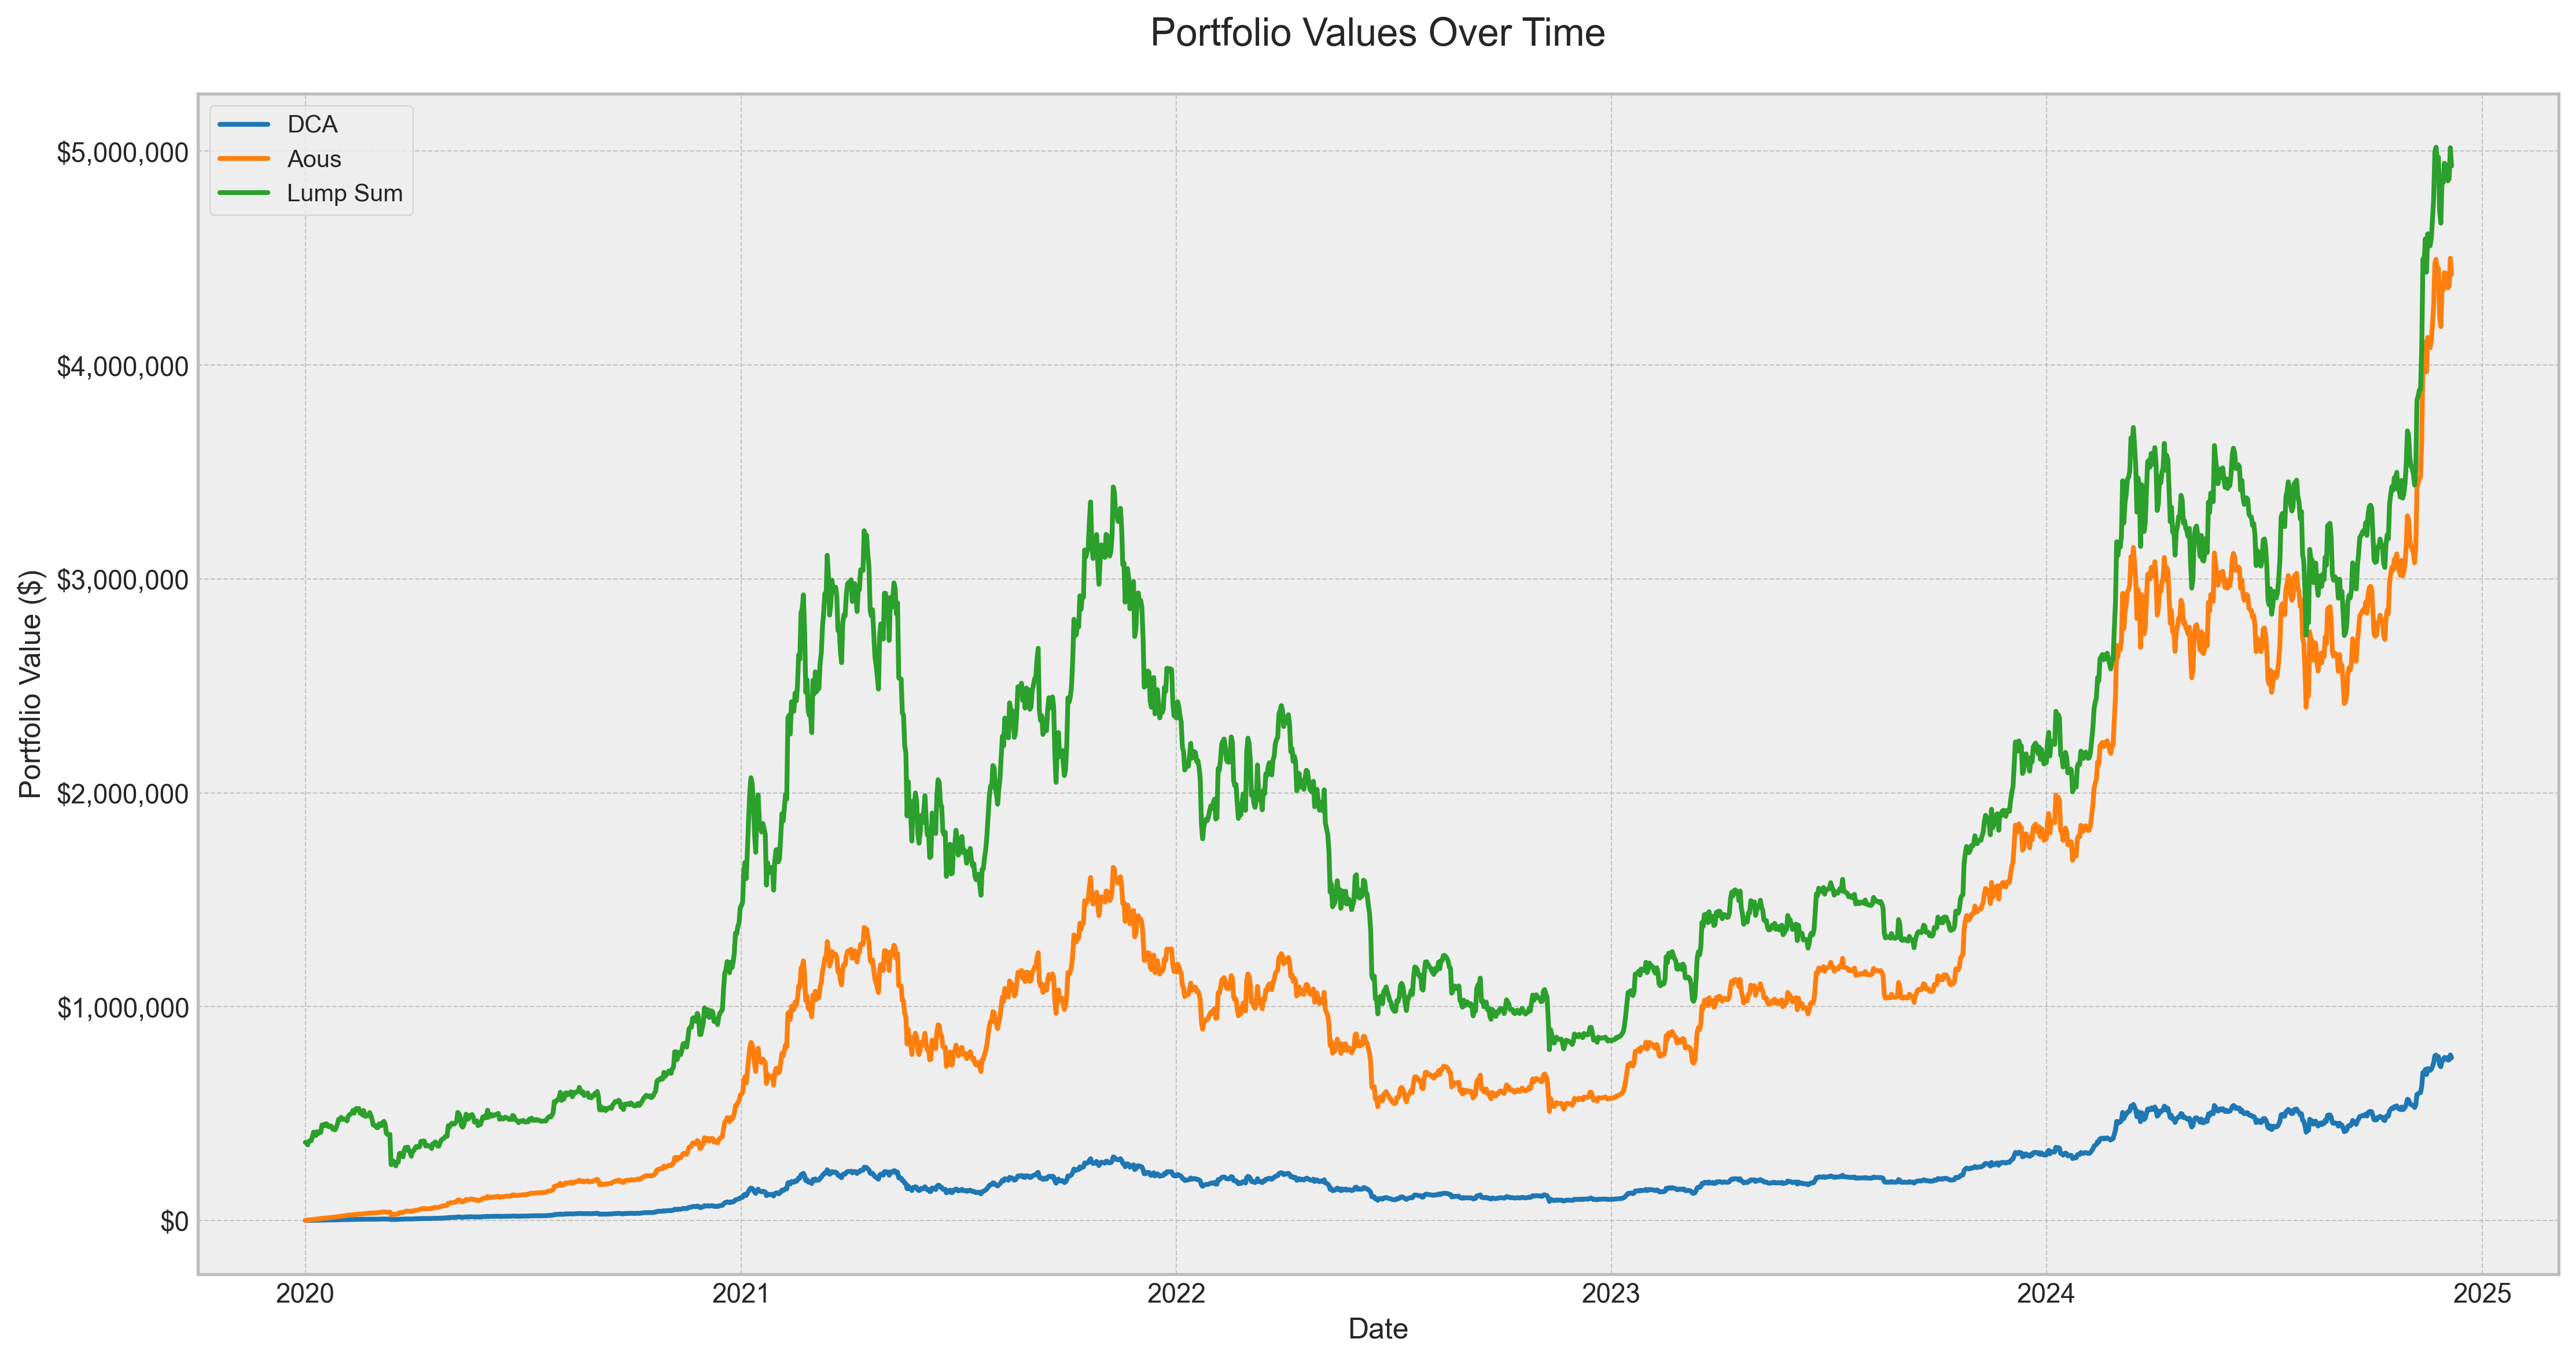 Portfolio Values Over Time
DCA
Aous
Lump Sum
$5,000,000
$4,000,000
$3,000,000
$2,000,000
$1,000,000
$0
Portfolio Value ($)
2020
2021
2022
2023
2024
2025
Date